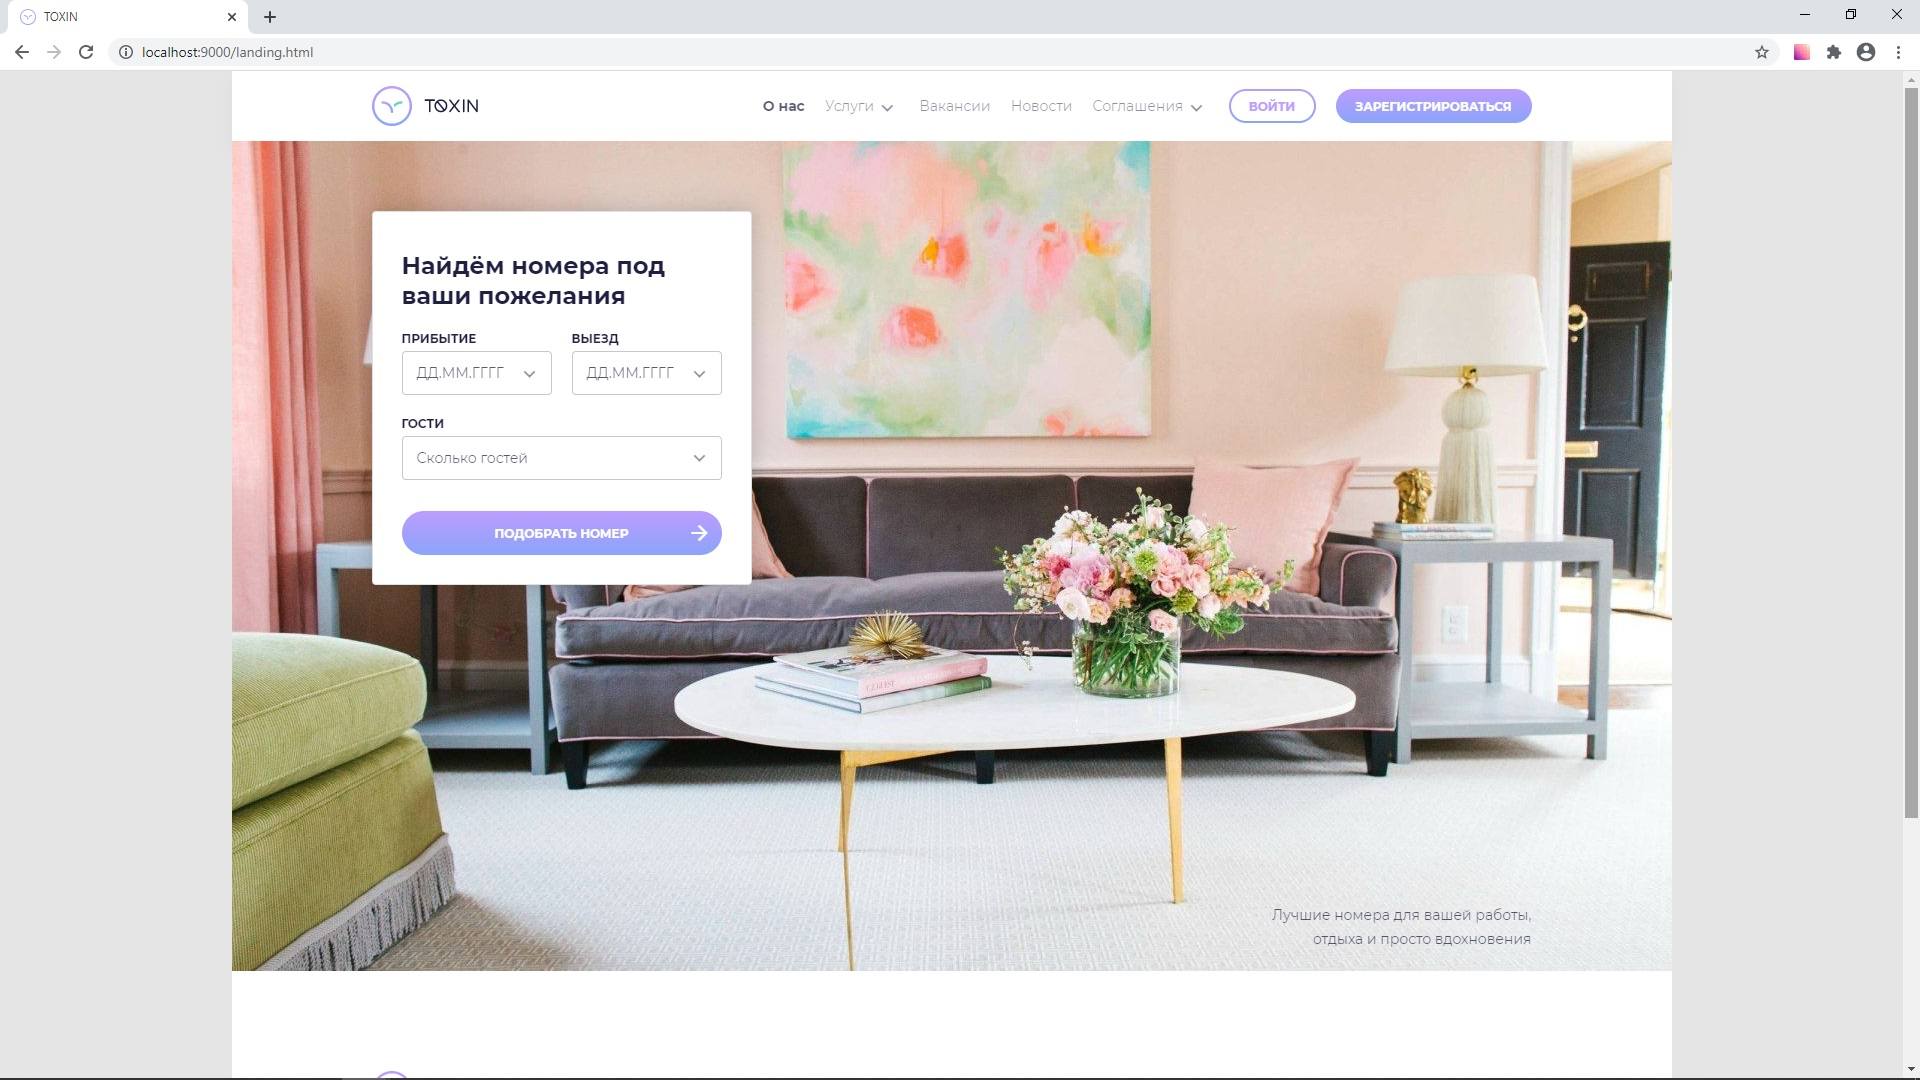 TOXIN
localhost:9000/landing.html
TOXIN
О нас
Услуги
Вакансии
Новости
Соглашения
ВОЙТИ
ЗАРЕГИСТРИРОВАТЬСЯ
Найдём номера под
ваши пожелания
ПРИБЫТИЕ
ВЫЕЗД
ДД.ММ.ГГГГ
ДД.ММ.ГГГГ
ГОСТИ
Сколько гостей
ПОДОБРАТЬ НОМЕР
Лучшие номера для вашей работы,
отдыха и просто вдохновения